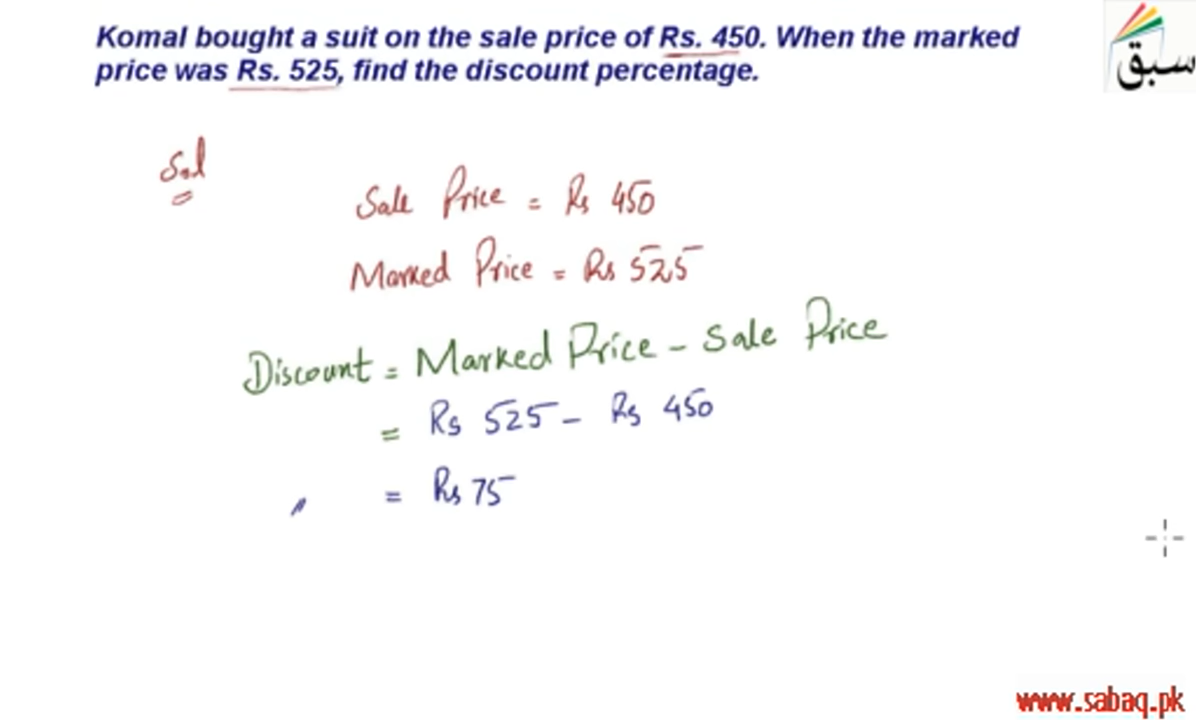 Komal bought a suit on the sale price of Rs. 450. When the marked
price was Rs. 525, find the discount percentage.
سبق
Sol
Sale Price = Rs 450
Marked Price = Rs 525
Discount = Marked Price - Sale Price
= Rs 525 - Rs 450
= Rs 75
www.sabaq.pk